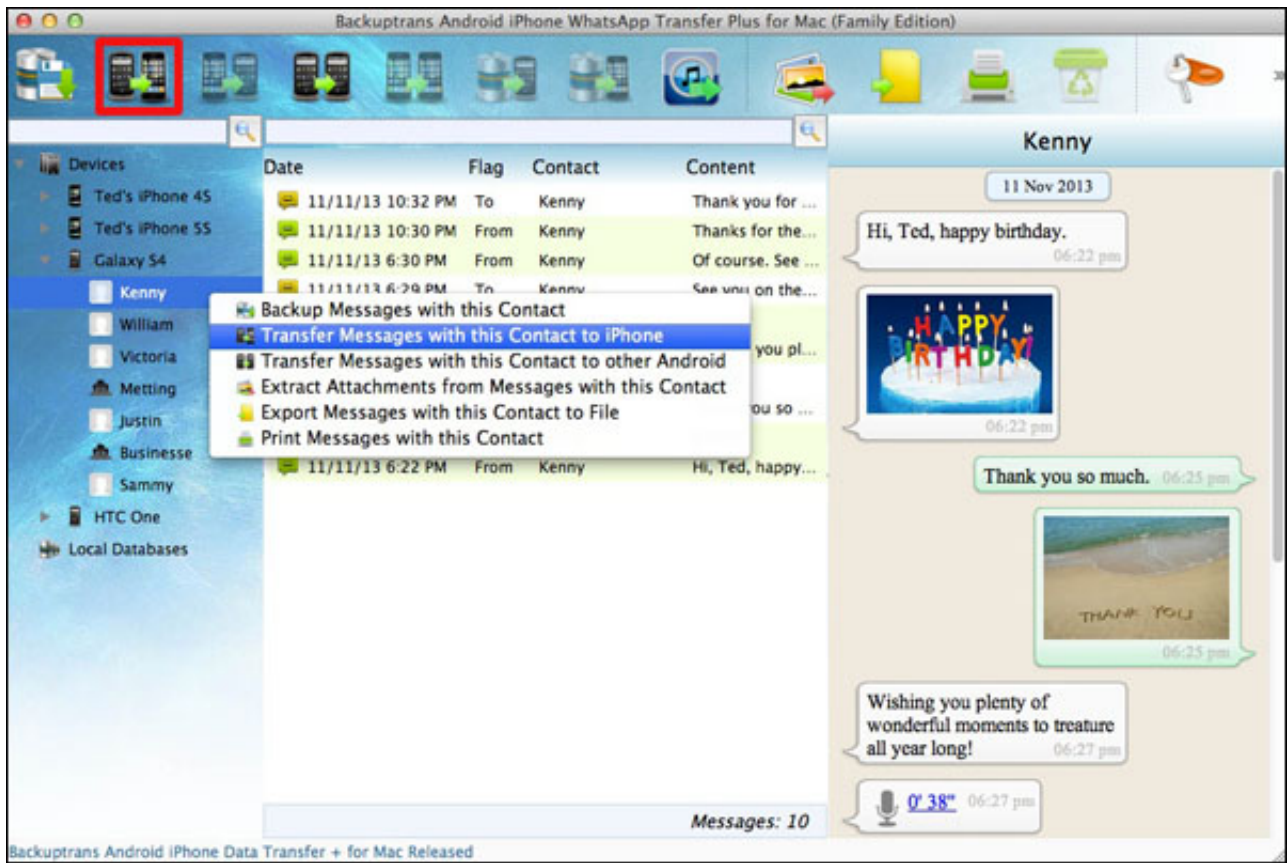 Backuptrans Android iPhone WhatsApp Transfer Plus for Mac (Family Edition)
Devices
Ted's iPhone 4S
Ted's iPhone 5S
Galaxy S4
Kenny
William
Victoria
Metting
Justin
Businesse
Sammy
HTC One
Local Databases
Date Flag Contact Content
11/11/13 10:32 PM To Kenny Thank you for ...
11/11/13 10:30 PM From Kenny Thanks for the...
11/11/13 6:30 PM From Kenny Of course. See ...
11/11/13 6:29 PM To Kenny See you on the...
you pl...
ou so ...
11/11/13 6:22 PM From Kenny Hi, Ted, happy...
Backup Messages with this Contact
Transfer Messages with this Contact to iPhone
Transfer Messages with this Contact to other Android
Extract Attachments from Messages with this Contact
Export Messages with this Contact to File
Print Messages with this Contact
Messages: 10
Kenny
11 Nov 2013
Hi, Ted, happy birthday.
06:22 pm
HAPPY
BIRTHDAY
06:22 pm
Thank you so much. 06:25 pm
THANK YOU
06:25 pm
Wishing you plenty of
wonderful moments to treature
all year long! 06:27 pm
0' 38" 06:27 pm
Backuptrans Android iPhone Data Transfer + for Mac Released